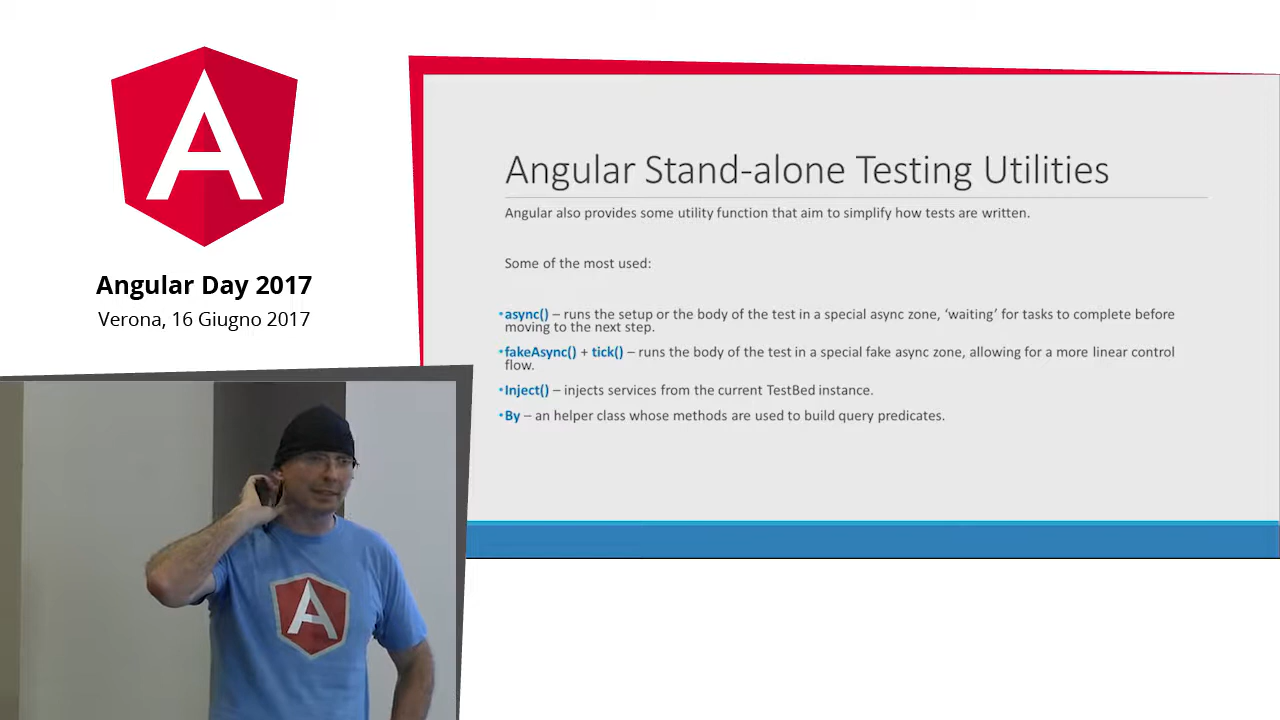 Angular Day 2017
Verona, 16 Giugno 2017
Angular Stand-alone Testing Utilities
Angular also provides some utility function that aim to simplify how tests are written.
Some of the most used:
•async() – runs the setup or the body of the test in a special async zone, ‘waiting’ for tasks to complete before
moving to the next step.
•fakeAsync() + tick() – runs the body of the test in a special fake async zone, allowing for a more linear control
flow.
•Inject() – injects services from the current TestBed instance.
•By – an helper class whose methods are used to build query predicates.